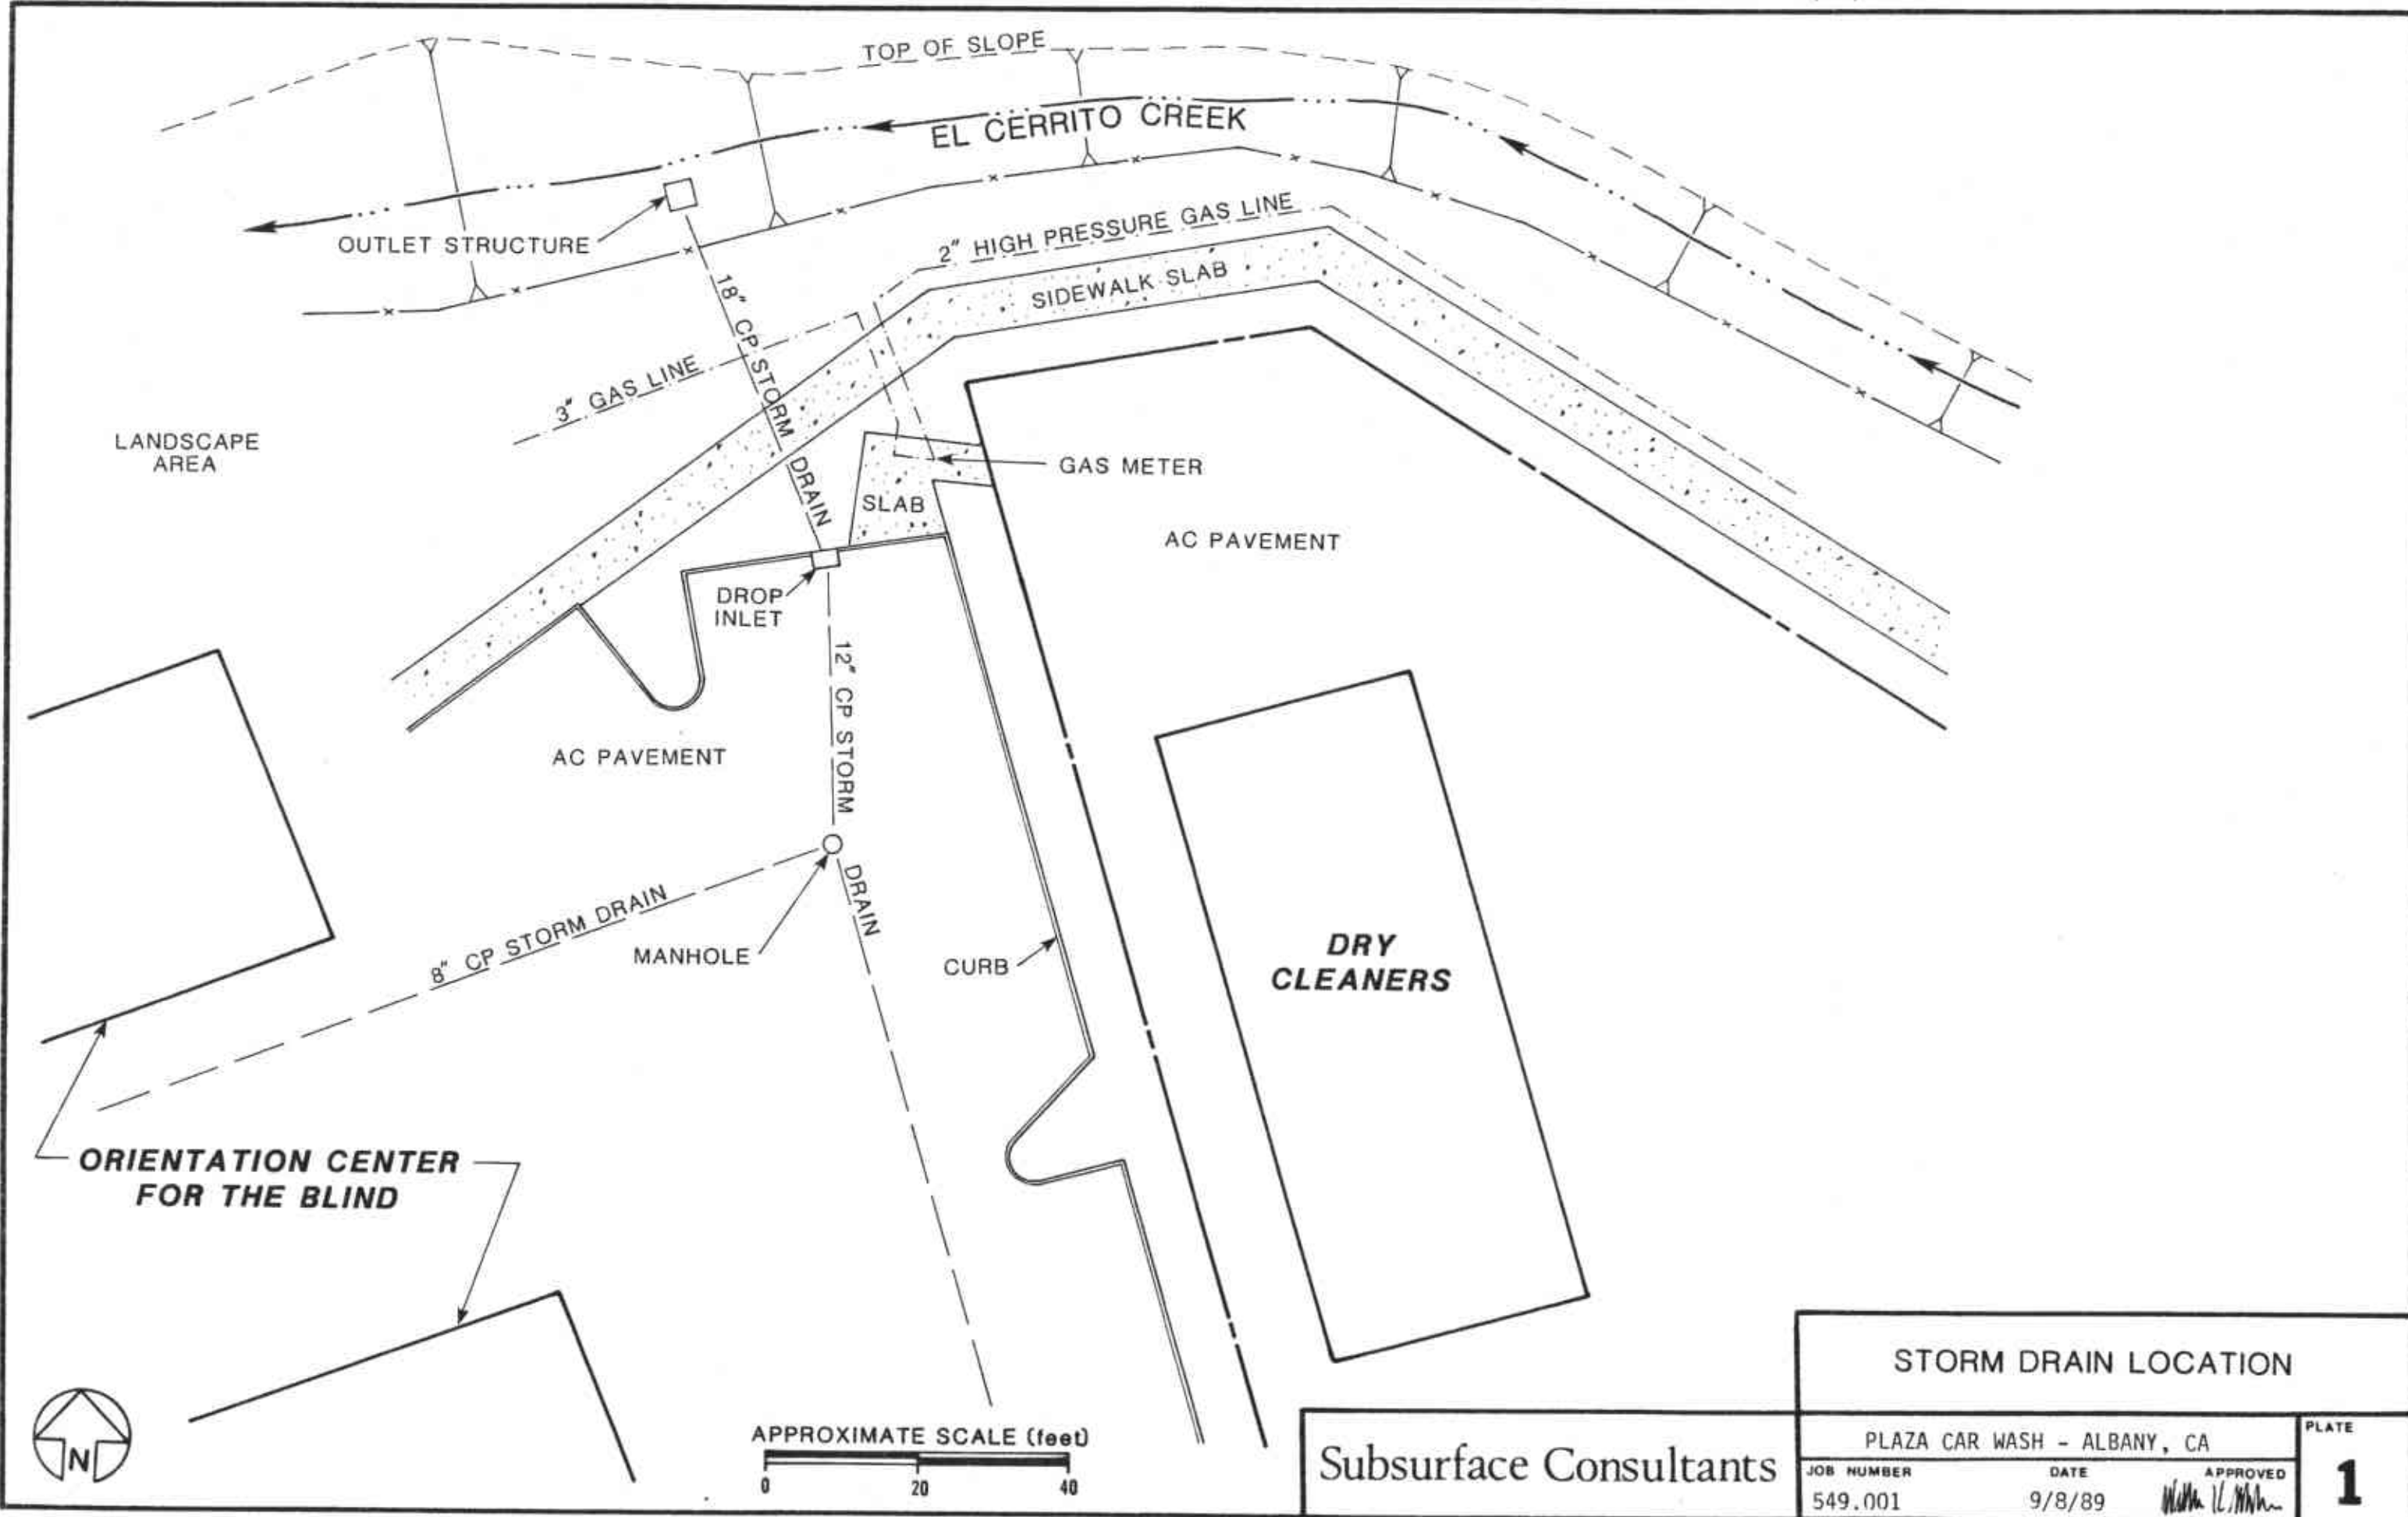 TOP OF SLOPE
EL CERRITO CREEK
OUTLET STRUCTURE
2" HIGH PRESSURE GAS LINE
SIDEWALK SLAB
18" CP STORM DRAIN
3" GAS LINE
LANDSCAPE
AREA
GAS METER
SLAB
AC PAVEMENT
DROP
INLET
12" CP STORM DRAIN
AC PAVEMENT
8" CP STORM DRAIN
MANHOLE
CURB
DRY
CLEANERS
ORIENTATION CENTER
FOR THE BLIND
N
APPROXIMATE SCALE (feet)
0 20 40
STORM DRAIN LOCATION
Subsurface Consultants
PLAZA CAR WASH - ALBANY, CA
JOB NUMBER DATE APPROVED
549.001 9/8/89
PLATE
1